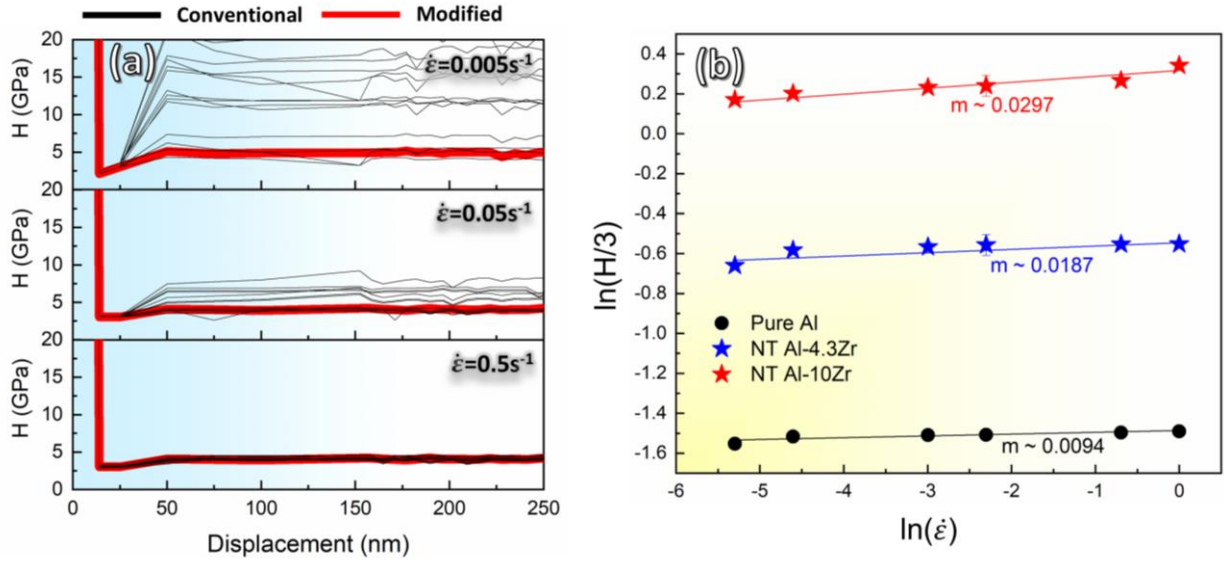 Conventional Modified
(a)
ε̇=0.005s⁻¹
H (GPa)
20
15
10
5
ε̇=0.05s⁻¹
H (GPa)
20
15
10
5
ε̇=0.5s⁻¹
H (GPa)
20
15
10
5
0
0 50 100 150 200 250
Displacement (nm)
(b)
ln(H/3)
0.4
0.2
0.0
-0.4
-0.6
-0.8
-1.0
-1.2
-1.4
-1.6
m ~ 0.0297
m ~ 0.0187
Pure Al
NT Al-4.3Zr
NT Al-10Zr
m ~ 0.0094
-6 -5 -4 -3 -2 -1 0
ln(ε̇)